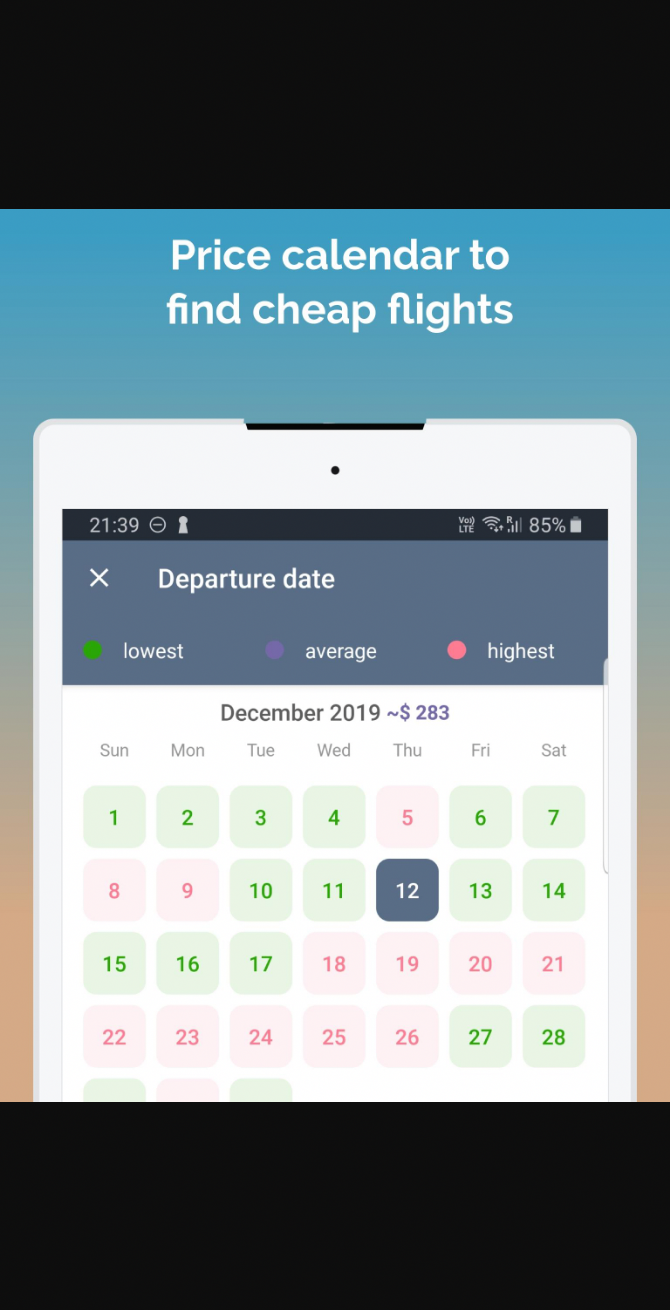 Price calendar to
find cheap flights
21:39 Vo)) LTE R 85%
Departure date
lowest average highest
December 2019 ~$ 283
Sun Mon Tue Wed Thu Fri Sat
1 2 3 4 5 6 7
8 9 10 11 12 13 14
15 16 17 18 19 20 21
22 23 24 25 26 27 28